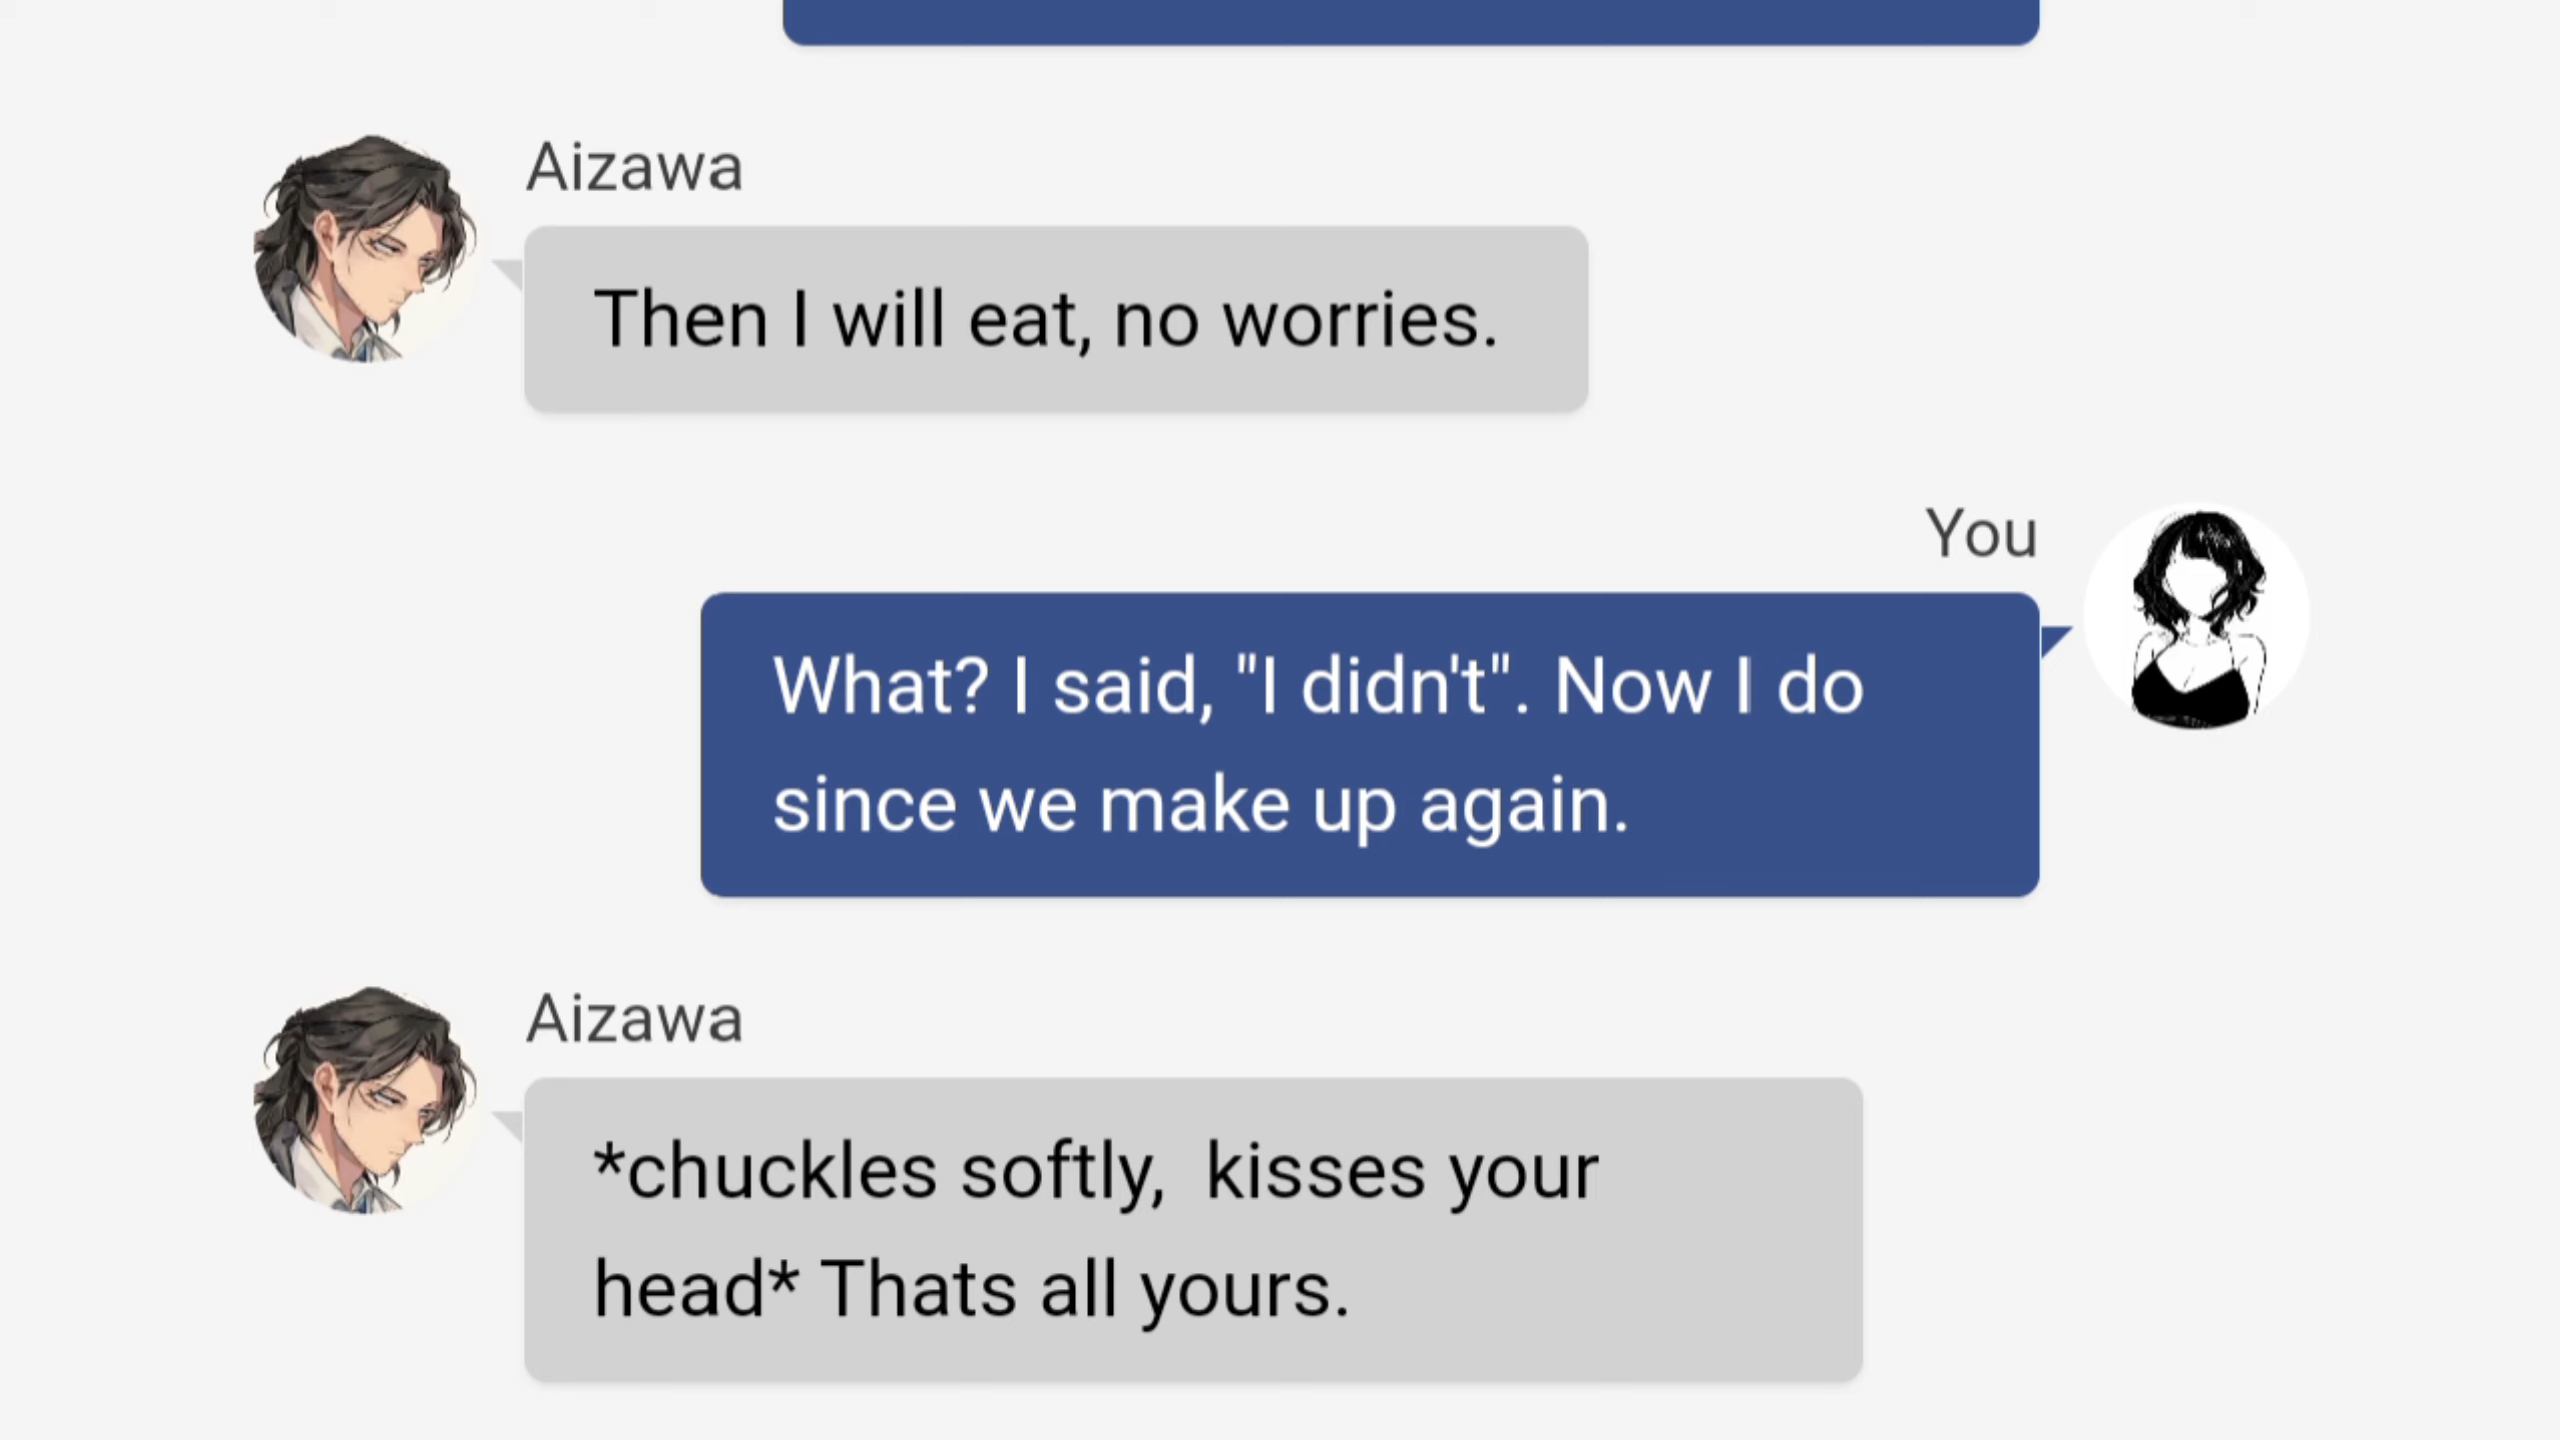 Aizawa
Then I will eat, no worries.
You
What? I said, "I didn't". Now I do
since we make up again.
Aizawa
*chuckles softly,  kisses your
head* Thats all yours.